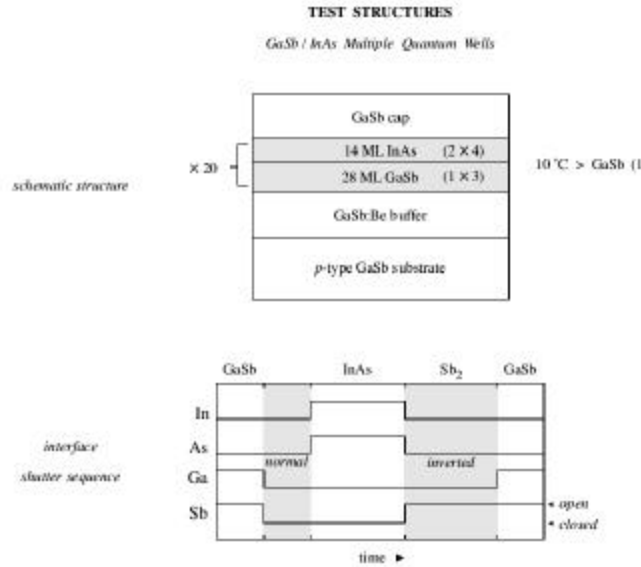 TEST STRUCTURES
GaSb / InAs Multiple Quantum Wells
GaSb cap
× 20
14 ML InAs (2 × 4)
10 °C > GaSb (1
28 ML GaSb (1 × 3)
schematic structure
GaSb:Be buffer
p-type GaSb substrate
GaSb InAs Sb2 GaSb
In
interface
shutter sequence
As
normal inverted
Ga
Sb
◂ open
◂ closed
time ►